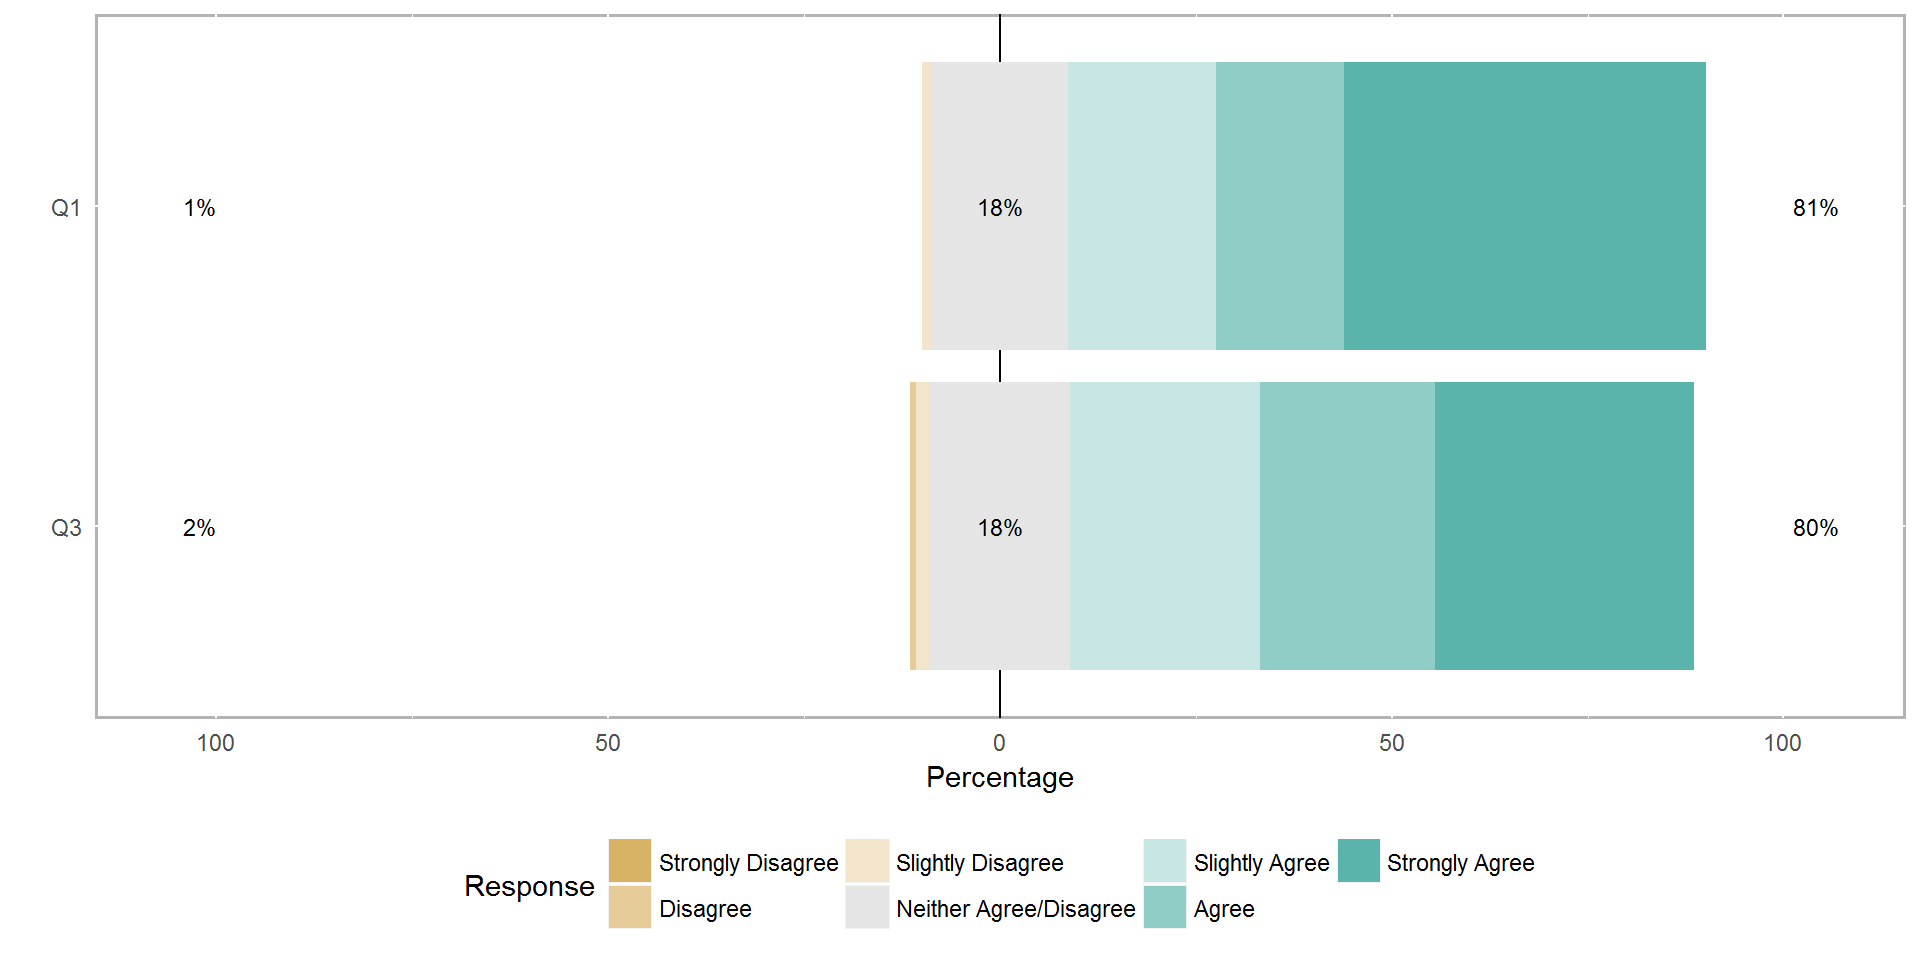 Q1 1% 18% 81%
Q3 2% 18% 80%
100 50 0 50 100
Percentage
Response
Strongly Disagree Slightly Disagree Slightly Agree Strongly Agree
Disagree Neither Agree/Disagree Agree